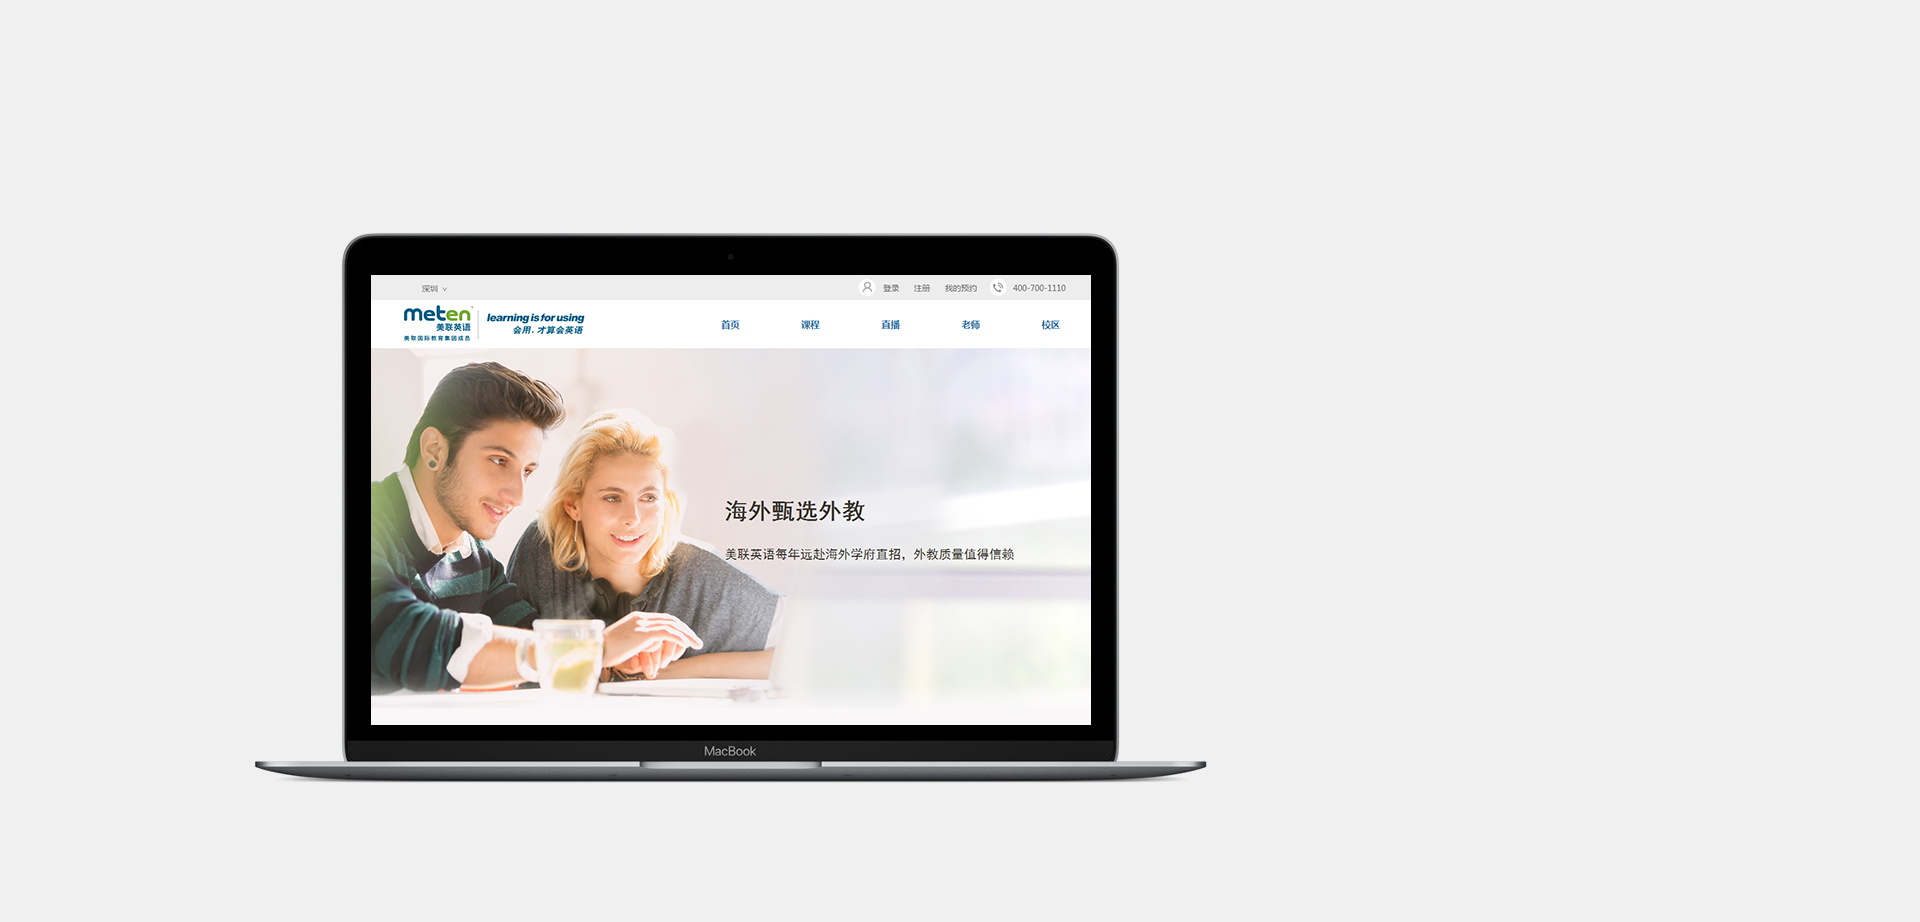 深圳
登录 注册 我的预约 400-700-1110
meten
美联英语
美联国际教育集团成员
learning is for using
会用．才算会英语
首页 课程 直播 老师 校区
海外甄选外教
美联英语每年远赴海外学府直招，外教质量值得信赖
MacBook